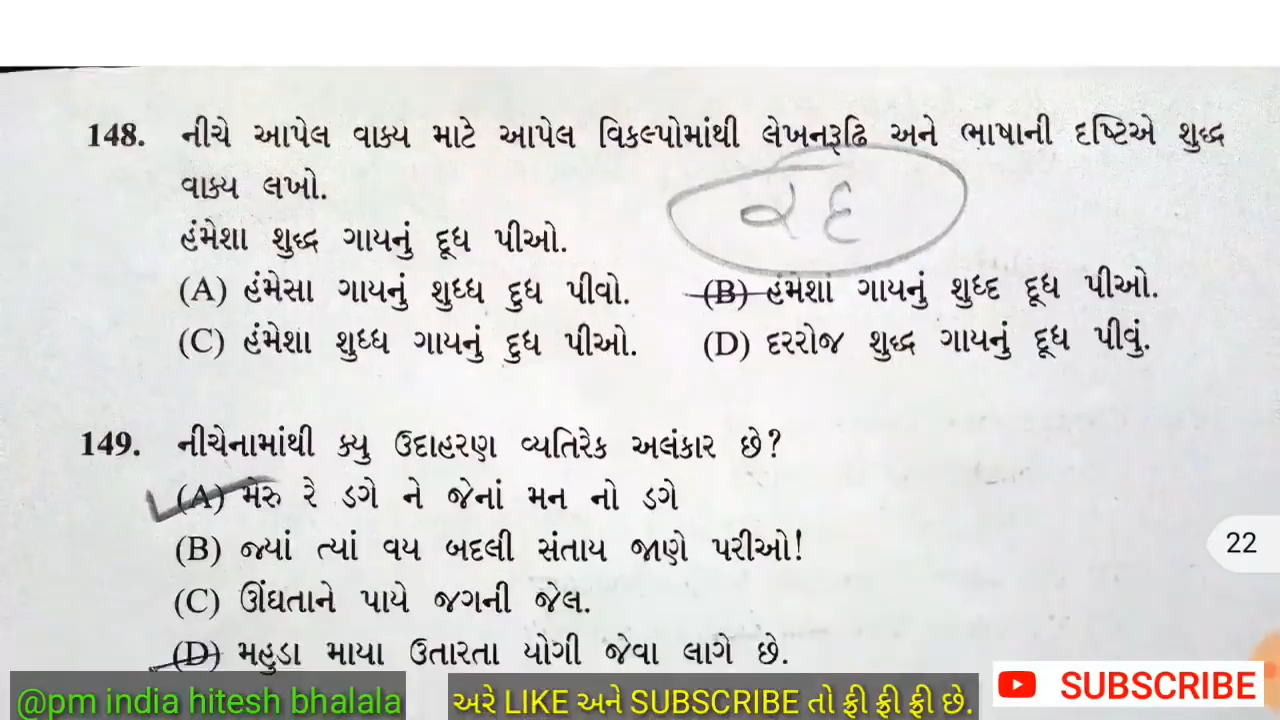 148. નીચે આપેલ વાક્ય માટે આપેલ વિકલ્પોમાંથી લેખનરૂઢિ અને ભાષાની દૃષ્ટિએ શુદ્ધ
વાક્ય લખો.
૨૬
હંમેશા શુદ્ધ ગાયનું દૂધ પીઓ.
(A) હંમેસા ગાયનું શુધ્ધ દુધ પીવો. (B) હંમેશાં ગાયનું શુધ્દ દૂધ પીઓ.
(C) હંમેશા શુધ્ધ ગાયનું દુધ પીઓ. (D) દરરોજ શુદ્ધ ગાયનું દૂધ પીવું.
149. નીચેનામાંથી ક્યુ ઉદાહરણ વ્યતિરેક અલંકાર છે?
(A) મેરુ રે ડગે ને જેનાં મન નો ડગે
(B) જ્યાં ત્યાં વય બદલી સંતાય જાણે પરીઓ!
22
(C) ઊંઘતાને પાયે જગની જેલ.
(D) મહુડા માયા ઉતારતા યોગી જેવા લાગે છે.
@pm india hitesh bhalala અરે LIKE અને SUBSCRIBE તો ફ્રી ફ્રી ફ્રી છે. SUBSCRIBE